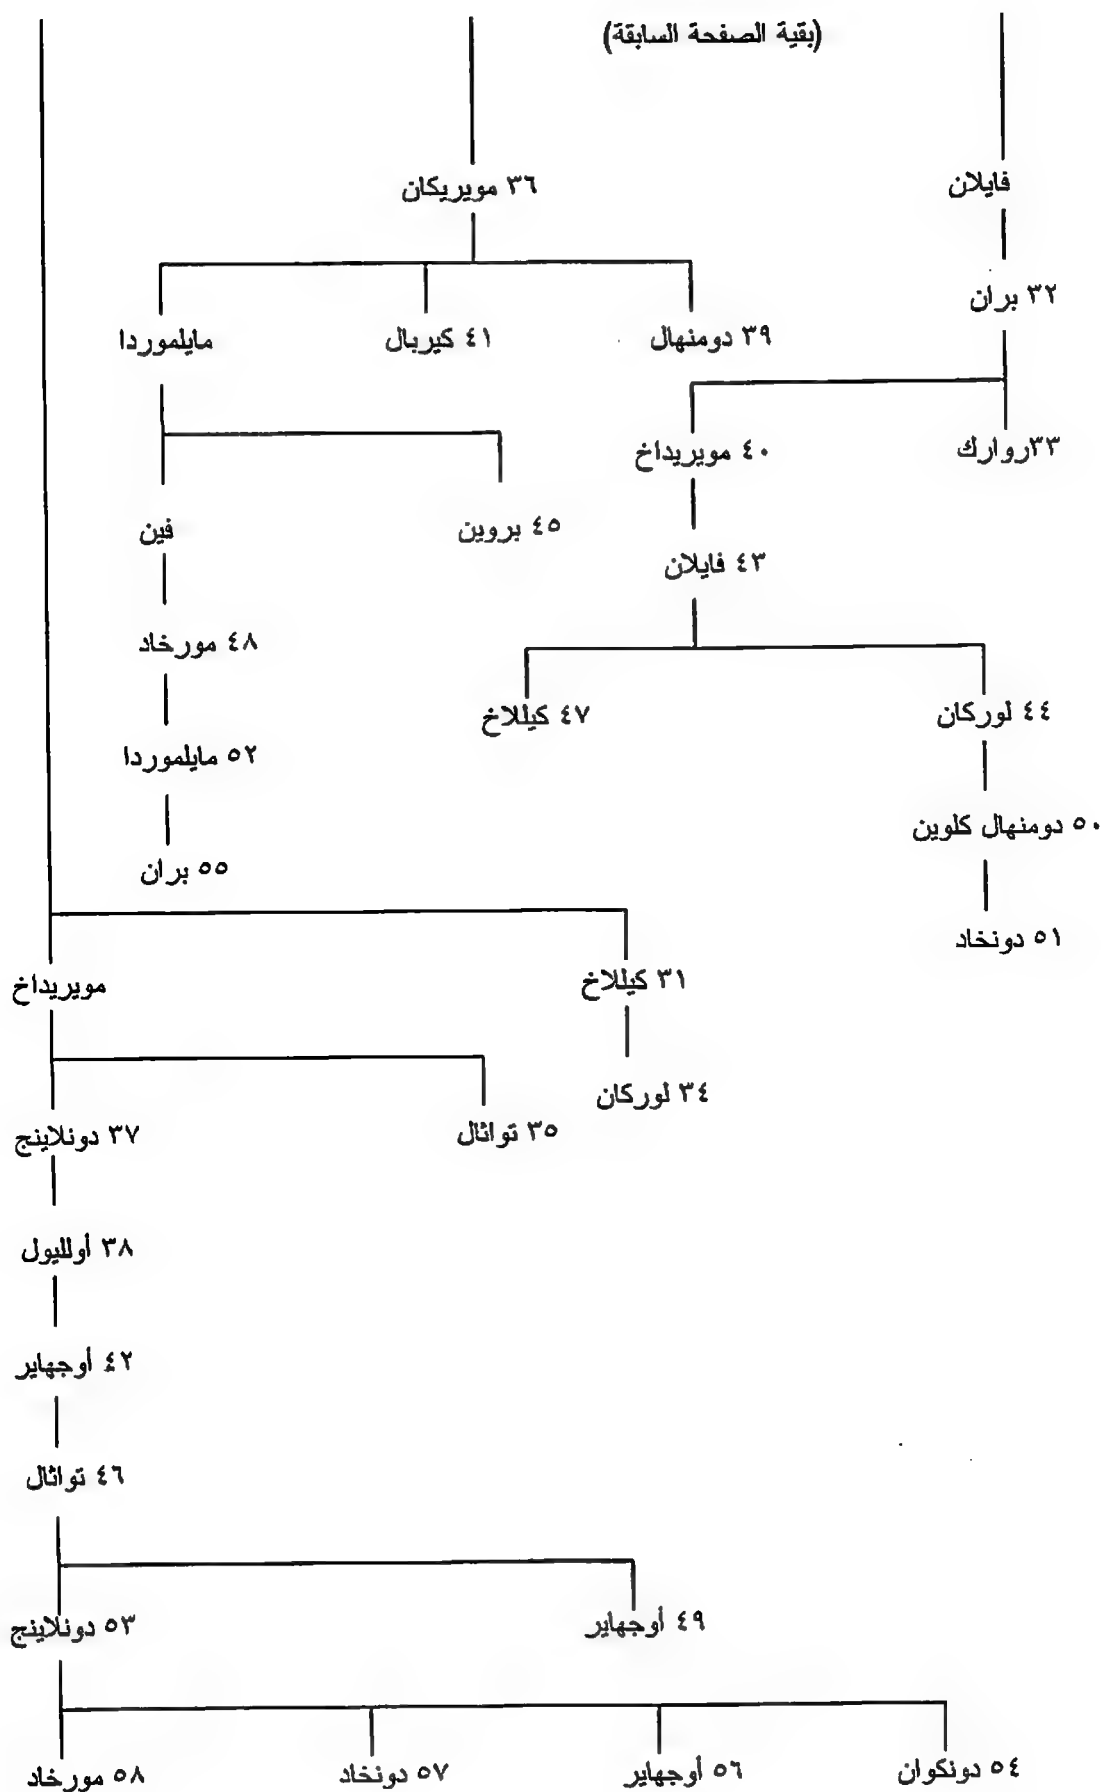 (بقية الصفحة السابقة)
فايلان
٣٦ مويريكان
٣٢ بران
٣٩ دومنهال
٤١ كيربال
مايلموردا
٣٣روارك
٤٠ مويريداخ
٤٥ بروين
فين
٤٣ فايلان
٤٨ مورخاد
٤٤ لوركان
٤٧ كيللاخ
٥٢ مايلموردا
٥٠ دومنهال كلوين
٥٥ بران
٥١ دونخاد
٣١ كيللاخ
مويريداخ
٣٤ لوركان
٣٥ تواثال
٣٧ دونلاينج
٣٨ أولليول
٤٢ أوجهاير
٤٦ تواثال
٤٩ أوجهاير
٥٣ دونلاينج
٥٤ دونكوان
٥٦ أوجهاير
٥٧ دونخاد
٥٨ مورخاد